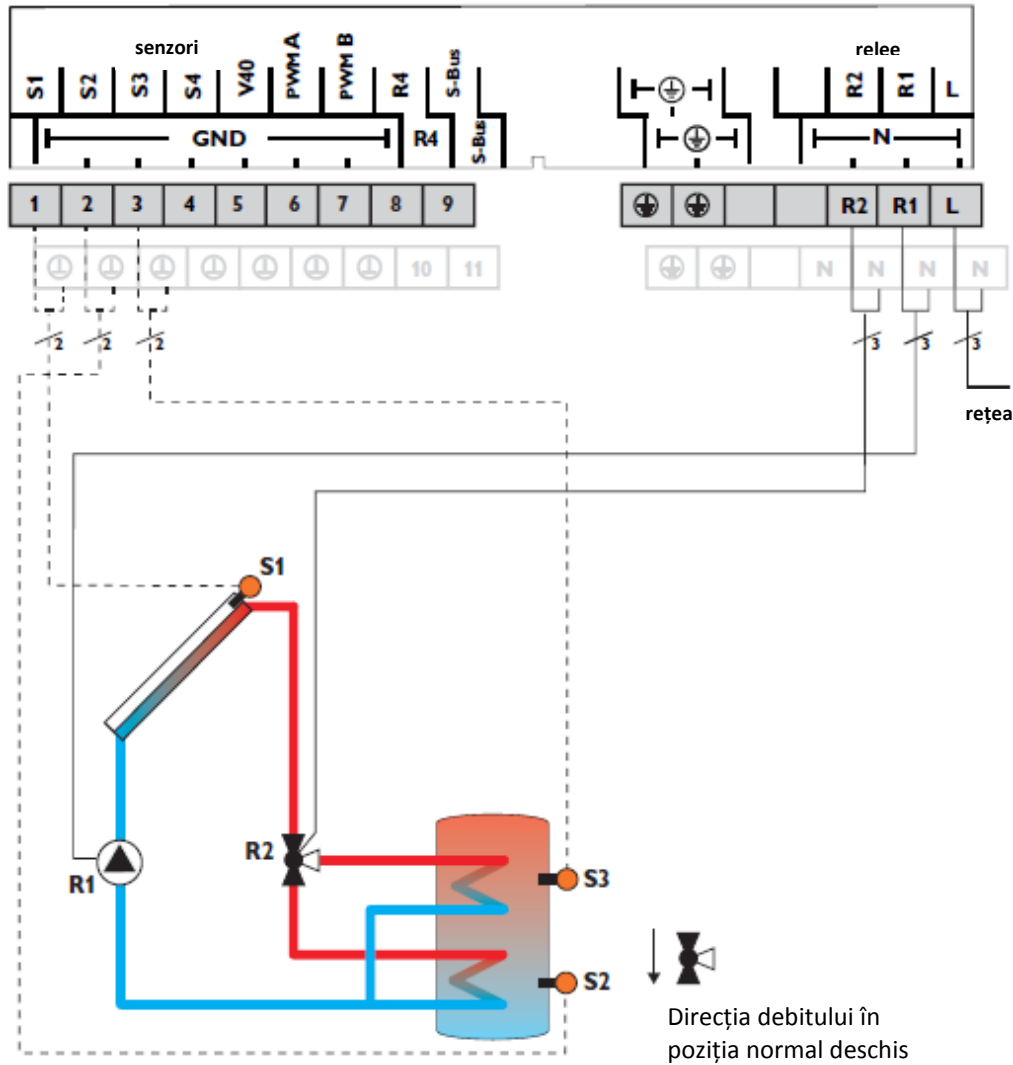 senzori
relee
S1 S2 S3 S4 V40 PWM A PWM B R4 S-Bus
R2 R1 L
GND R4 S-Bus
N
1 2 3 4 5 6 7 8 9
R2 R1 L
10 11
N N N N
2 2 2
3 3 3
rețea
S1
R2
R1
S3
S2
Direcția debitului în
poziția normal deschis